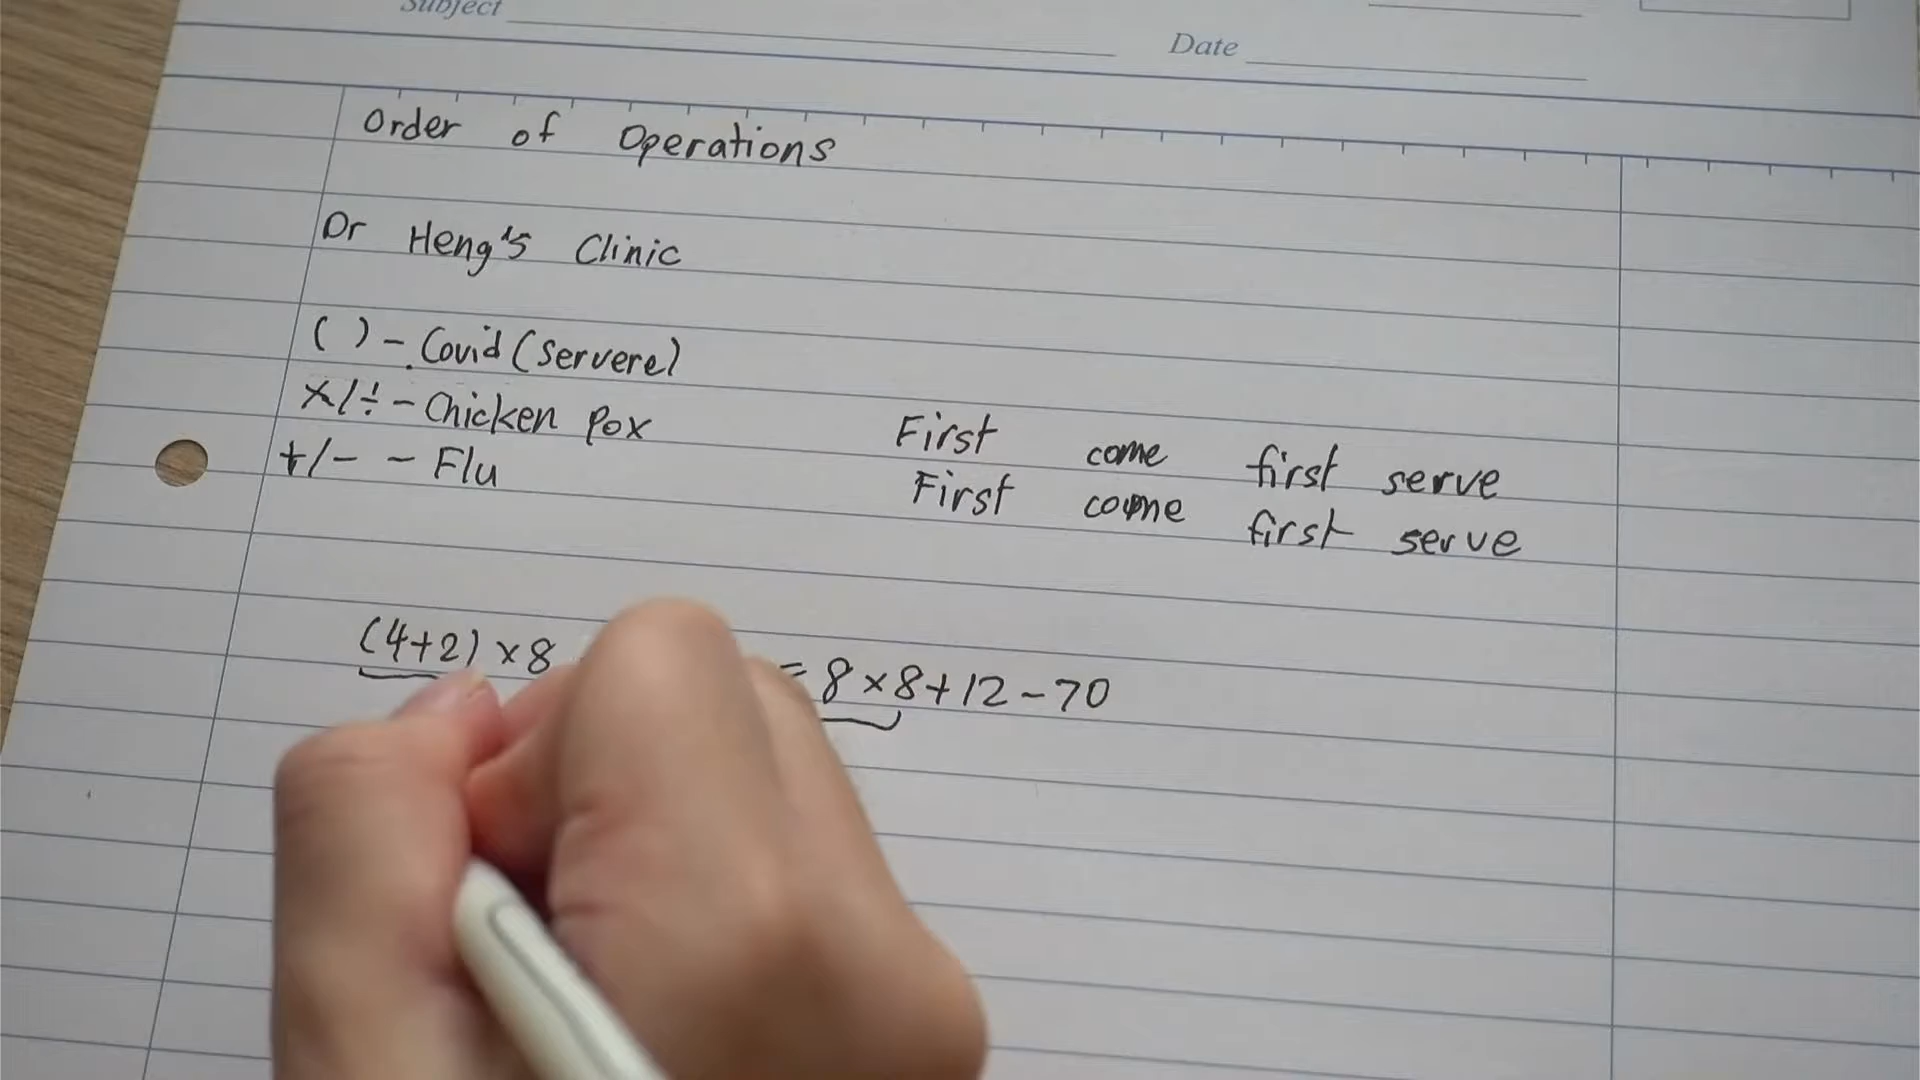 Subject
Date
Order of Operations
Dr Heng's Clinic
( ) - Covid (Servere)
×/÷ - Chicken Pox First come first serve
+/- - Flu First come first serve
(4+2) × 8 = 8 × 8 + 12 - 70